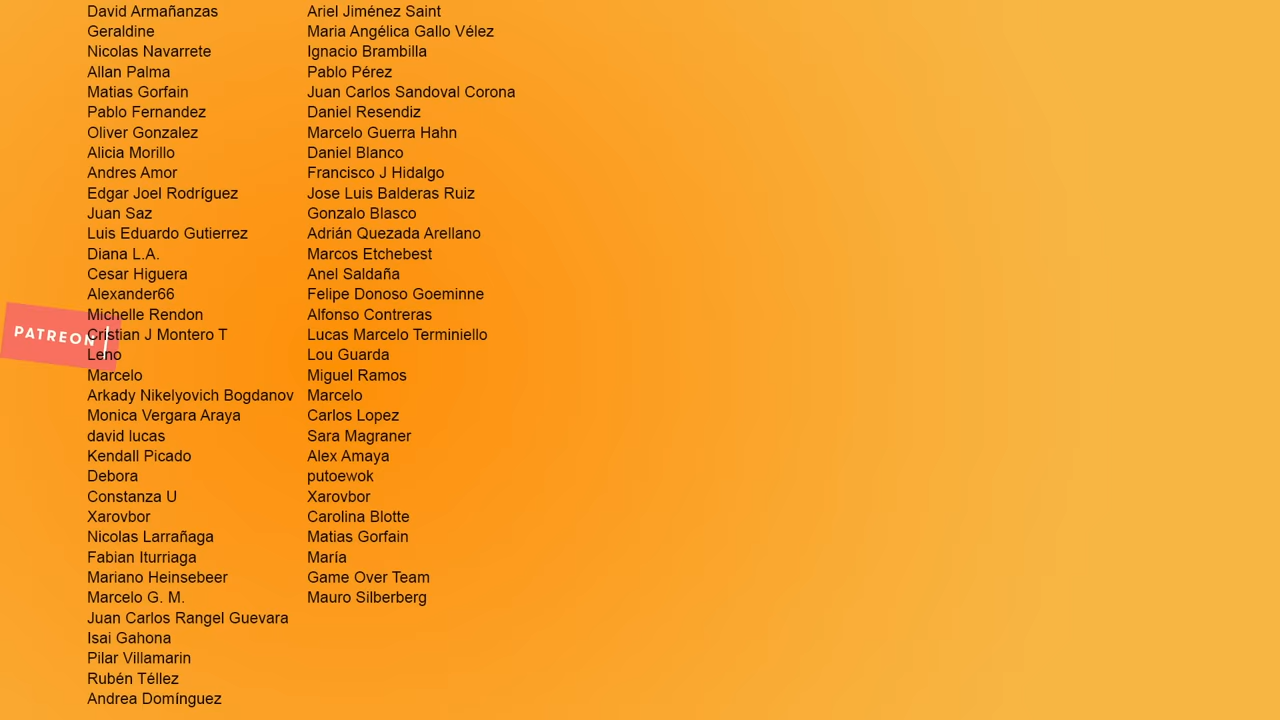 David Armañanzas
Geraldine
Nicolas Navarrete
Allan Palma
Matias Gorfain
Pablo Fernandez
Oliver Gonzalez
Alicia Morillo
Andres Amor
Edgar Joel Rodríguez
Juan Saz
Luis Eduardo Gutierrez
Diana L.A.
Cesar Higuera
Alexander66
Michelle Rendon
Cristian J Montero T
Leno
Marcelo
Arkady Nikelyovich Bogdanov
Monica Vergara Araya
david lucas
Kendall Picado
Debora
Constanza U
Xarovbor
Nicolas Larrañaga
Fabian Iturriaga
Mariano Heinsebeer
Marcelo G. M.
Juan Carlos Rangel Guevara
Isai Gahona
Pilar Villamarin
Rubén Téllez
Andrea Domínguez
Ariel Jiménez Saint
Maria Angélica Gallo Vélez
Ignacio Brambilla
Pablo Pérez
Juan Carlos Sandoval Corona
Daniel Resendiz
Marcelo Guerra Hahn
Daniel Blanco
Francisco J Hidalgo
Jose Luis Balderas Ruiz
Gonzalo Blasco
Adrián Quezada Arellano
Marcos Etchebest
Anel Saldaña
Felipe Donoso Goeminne
Alfonso Contreras
Lucas Marcelo Terminiello
Lou Guarda
Miguel Ramos
Marcelo
Carlos Lopez
Sara Magraner
Alex Amaya
putoewok
Xarovbor
Carolina Blotte
Matias Gorfain
María
Game Over Team
Mauro Silberberg
PATREON